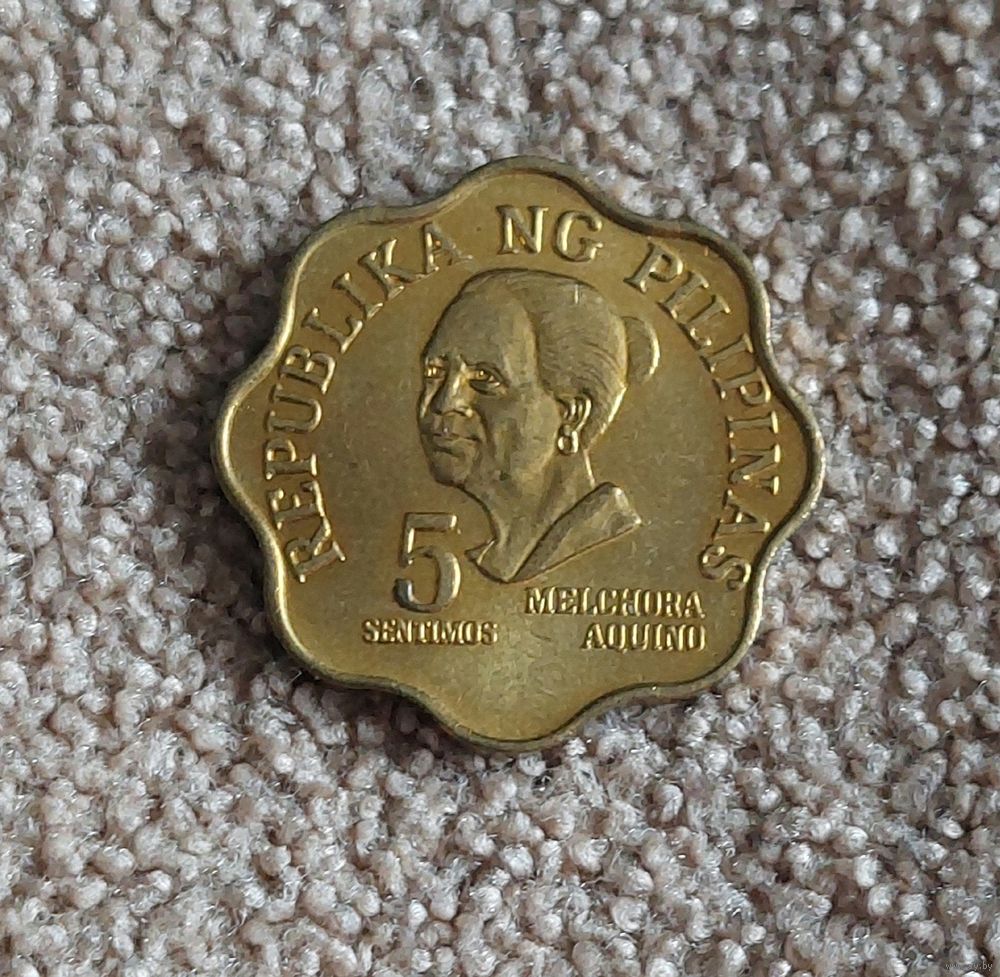 REPUBLIKA NG PILIPINAS
5
SENTIMOS
MELCHORA
AQUINO